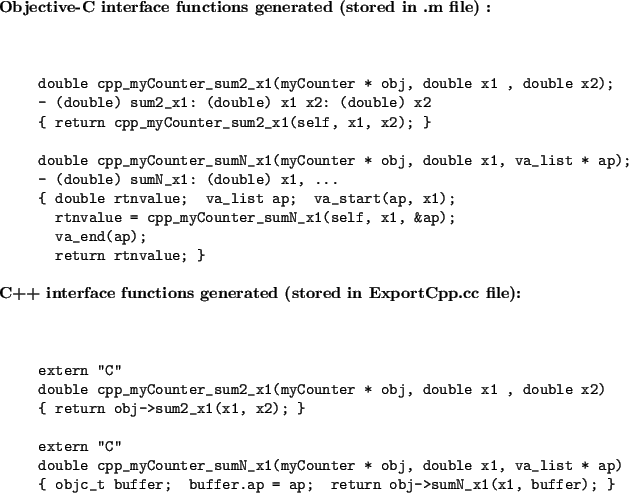 Objective-C interface functions generated (stored in .m file) :
double cpp_myCounter_sum2_x1(myCounter * obj, double x1 , double x2);
- (double) sum2_x1: (double) x1 x2: (double) x2
{ return cpp_myCounter_sum2_x1(self, x1, x2); }
double cpp_myCounter_sumN_x1(myCounter * obj, double x1, va_list * ap);
- (double) sumN_x1: (double) x1, ...
{ double rtnvalue;  va_list ap;  va_start(ap, x1);
rtnvalue = cpp_myCounter_sumN_x1(self, x1, &ap);
va_end(ap);
return rtnvalue; }
C++ interface functions generated (stored in ExportCpp.cc file):
extern "C"
double cpp_myCounter_sum2_x1(myCounter * obj, double x1 , double x2)
{ return obj->sum2_x1(x1, x2); }
extern "C"
double cpp_myCounter_sumN_x1(myCounter * obj, double x1, va_list * ap)
{ objc_t buffer;  buffer.ap = ap;  return obj->sumN_x1(x1, buffer); }